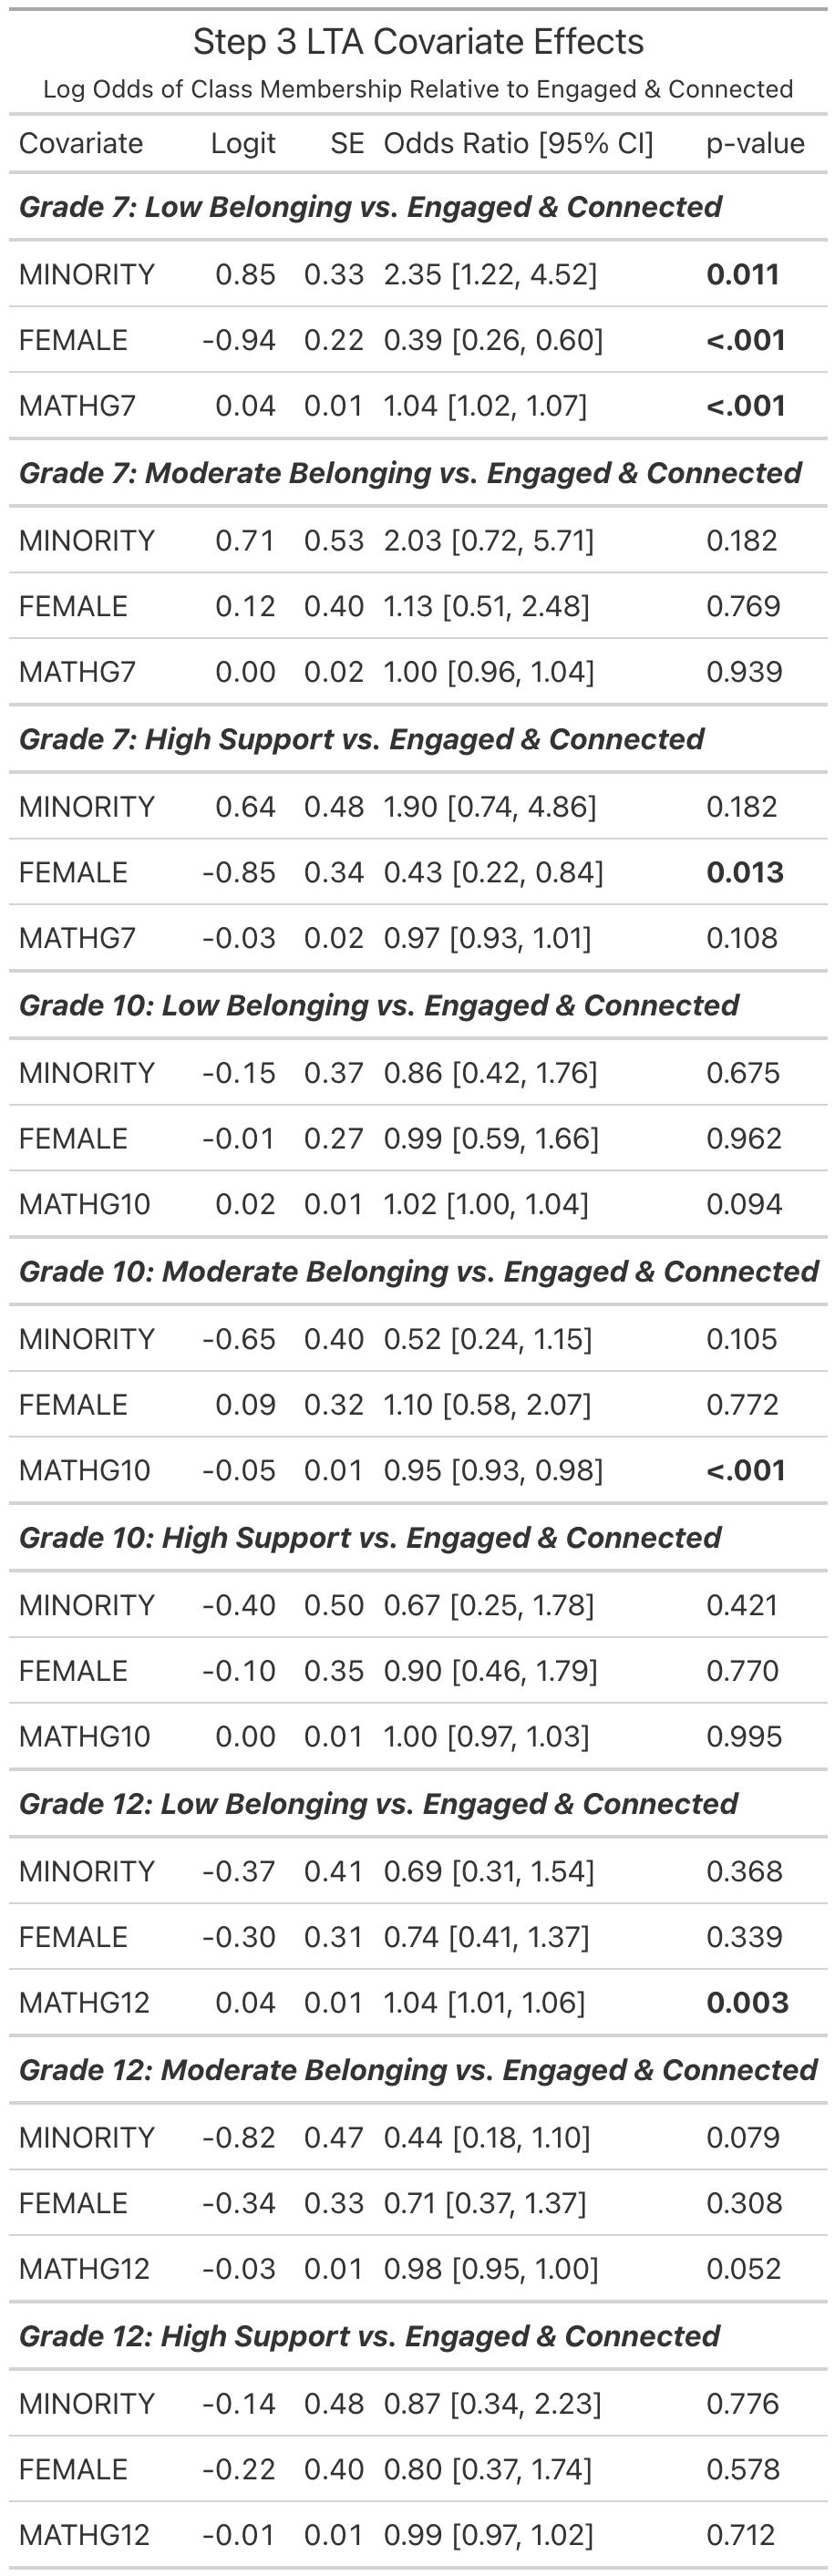 Step 3 LTA Covariate Effects
Log Odds of Class Membership Relative to Engaged & Connected
Covariate Logit SE Odds Ratio [95% CI] p-value
Grade 7: Low Belonging vs. Engaged & Connected
MINORITY 0.85 0.33 2.35 [1.22, 4.52] 0.011
FEMALE -0.94 0.22 0.39 [0.26, 0.60] <.001
MATHG7 0.04 0.01 1.04 [1.02, 1.07] <.001
Grade 7: Moderate Belonging vs. Engaged & Connected
MINORITY 0.71 0.53 2.03 [0.72, 5.71] 0.182
FEMALE 0.12 0.40 1.13 [0.51, 2.48] 0.769
MATHG7 0.00 0.02 1.00 [0.96, 1.04] 0.939
Grade 7: High Support vs. Engaged & Connected
MINORITY 0.64 0.48 1.90 [0.74, 4.86] 0.182
FEMALE -0.85 0.34 0.43 [0.22, 0.84] 0.013
MATHG7 -0.03 0.02 0.97 [0.93, 1.01] 0.108
Grade 10: Low Belonging vs. Engaged & Connected
MINORITY -0.15 0.37 0.86 [0.42, 1.76] 0.675
FEMALE -0.01 0.27 0.99 [0.59, 1.66] 0.962
MATHG10 0.02 0.01 1.02 [1.00, 1.04] 0.094
Grade 10: Moderate Belonging vs. Engaged & Connected
MINORITY -0.65 0.40 0.52 [0.24, 1.15] 0.105
FEMALE 0.09 0.32 1.10 [0.58, 2.07] 0.772
MATHG10 -0.05 0.01 0.95 [0.93, 0.98] <.001
Grade 10: High Support vs. Engaged & Connected
MINORITY -0.40 0.50 0.67 [0.25, 1.78] 0.421
FEMALE -0.10 0.35 0.90 [0.46, 1.79] 0.770
MATHG10 0.00 0.01 1.00 [0.97, 1.03] 0.995
Grade 12: Low Belonging vs. Engaged & Connected
MINORITY -0.37 0.41 0.69 [0.31, 1.54] 0.368
FEMALE -0.30 0.31 0.74 [0.41, 1.37] 0.339
MATHG12 0.04 0.01 1.04 [1.01, 1.06] 0.003
Grade 12: Moderate Belonging vs. Engaged & Connected
MINORITY -0.82 0.47 0.44 [0.18, 1.10] 0.079
FEMALE -0.34 0.33 0.71 [0.37, 1.37] 0.308
MATHG12 -0.03 0.01 0.98 [0.95, 1.00] 0.052
Grade 12: High Support vs. Engaged & Connected
MINORITY -0.14 0.48 0.87 [0.34, 2.23] 0.776
FEMALE -0.22 0.40 0.80 [0.37, 1.74] 0.578
MATHG12 -0.01 0.01 0.99 [0.97, 1.02] 0.712